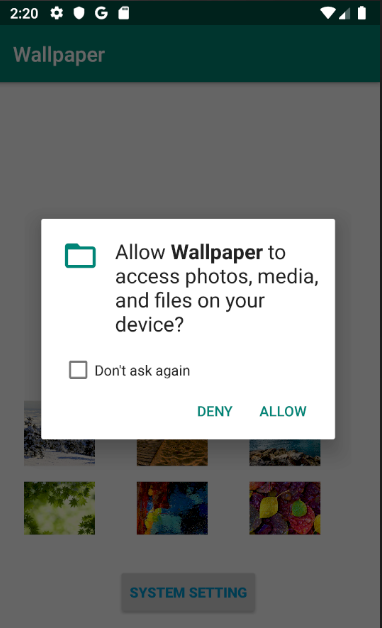 2:20
Wallpaper
Allow Wallpaper to
access photos, media,
and files on your
device?
Don't ask again
DENY ALLOW
SYSTEM SETTING